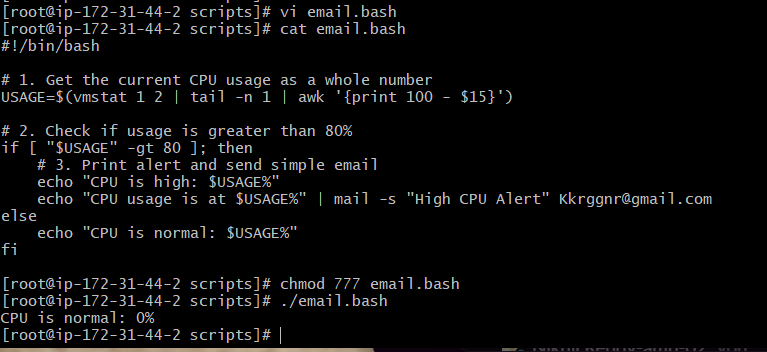 [root@ip-172-31-44-2 scripts]# vi email.bash
[root@ip-172-31-44-2 scripts]# cat email.bash
#!/bin/bash

# 1. Get the current CPU usage as a whole number
USAGE=$(vmstat 1 2 | tail -n 1 | awk '{print 100 - $15}')

# 2. Check if usage is greater than 80%
if [ "$USAGE" -gt 80 ]; then
    # 3. Print alert and send simple email
    echo "CPU is high: $USAGE%"
    echo "CPU usage is at $USAGE%" | mail -s "High CPU Alert" Kkrggnr@gmail.com
else
    echo "CPU is normal: $USAGE%"
fi

[root@ip-172-31-44-2 scripts]# chmod 777 email.bash
[root@ip-172-31-44-2 scripts]# ./email.bash
CPU is normal: 0%
[root@ip-172-31-44-2 scripts]#